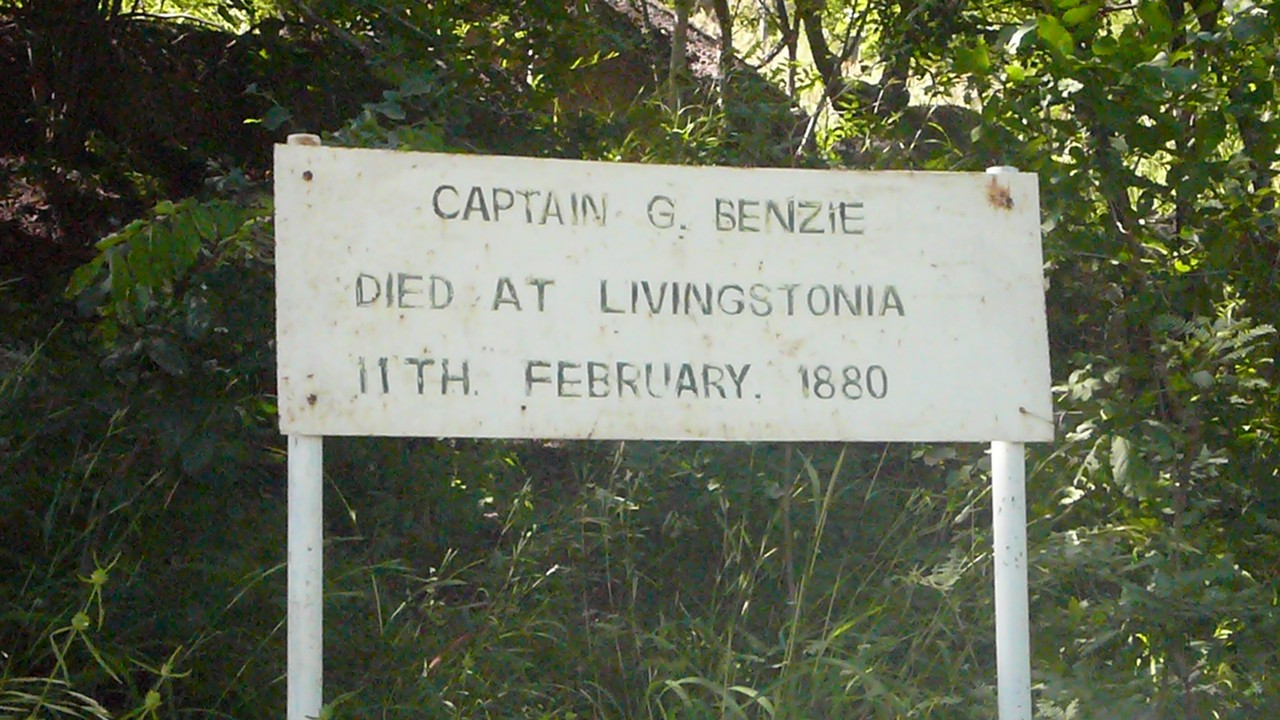 CAPTAIN G. BENZIE
DIED AT LIVINGSTONIA
11TH. FEBRUARY. 1880